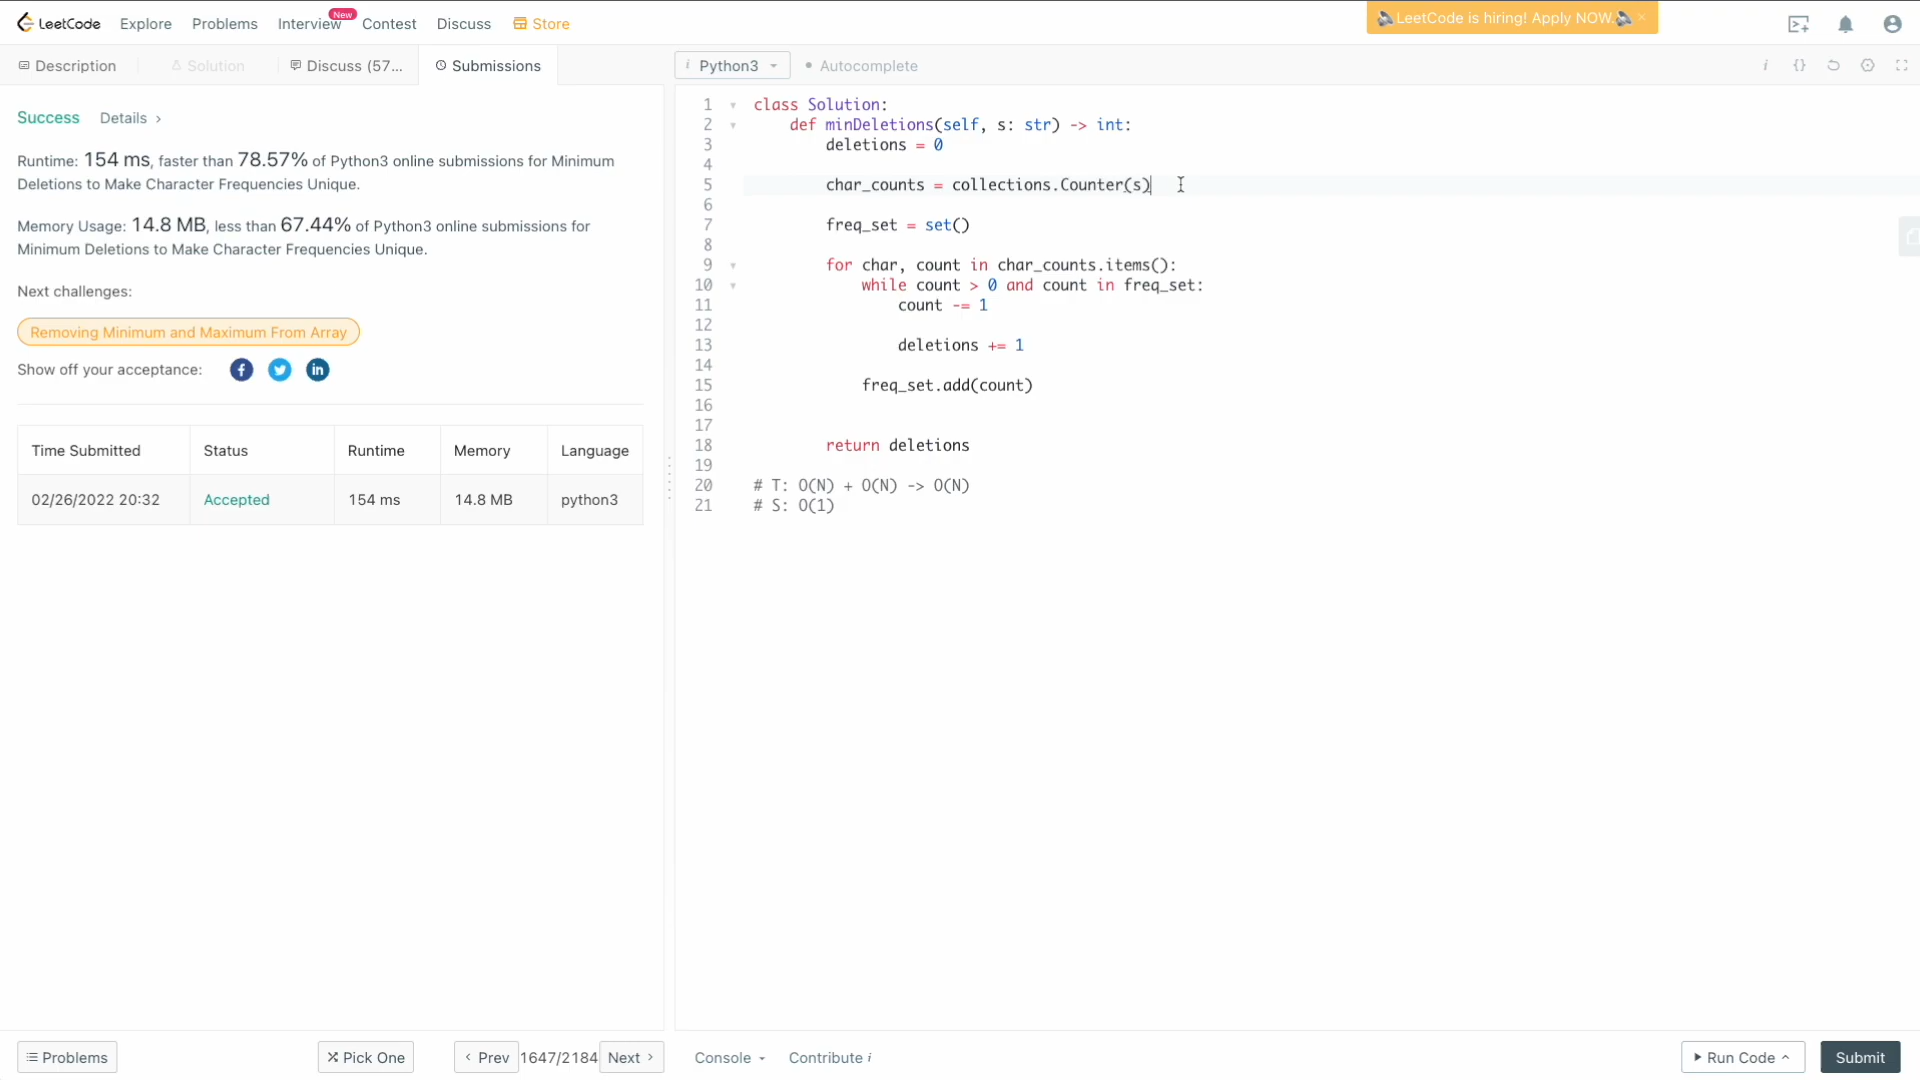 LeetCode Explore Problems Interview New Contest Discuss Store LeetCode is hiring! Apply NOW. ×
Description Solution Discuss (57... Submissions
Success Details >
Runtime: 154 ms, faster than 78.57% of Python3 online submissions for Minimum
Deletions to Make Character Frequencies Unique.
Memory Usage: 14.8 MB, less than 67.44% of Python3 online submissions for
Minimum Deletions to Make Character Frequencies Unique.
Next challenges:
Removing Minimum and Maximum From Array
Show off your acceptance:
Time Submitted Status Runtime Memory Language
02/26/2022 20:32 Accepted 154 ms 14.8 MB python3
i Python3 • Autocomplete i {}
1 class Solution:
2 def minDeletions(self, s: str) -> int:
3 deletions = 0
4
5 char_counts = collections.Counter(s)
6
7 freq_set = set()
8
9 for char, count in char_counts.items():
10 while count > 0 and count in freq_set:
11 count -= 1
12
13 deletions += 1
14
15 freq_set.add(count)
16
17
18 return deletions
19
20 # T: O(N) + O(N) -> O(N)
21 # S: O(1)
Problems Pick One < Prev 1647/2184 Next > Console Contribute i Run Code Submit